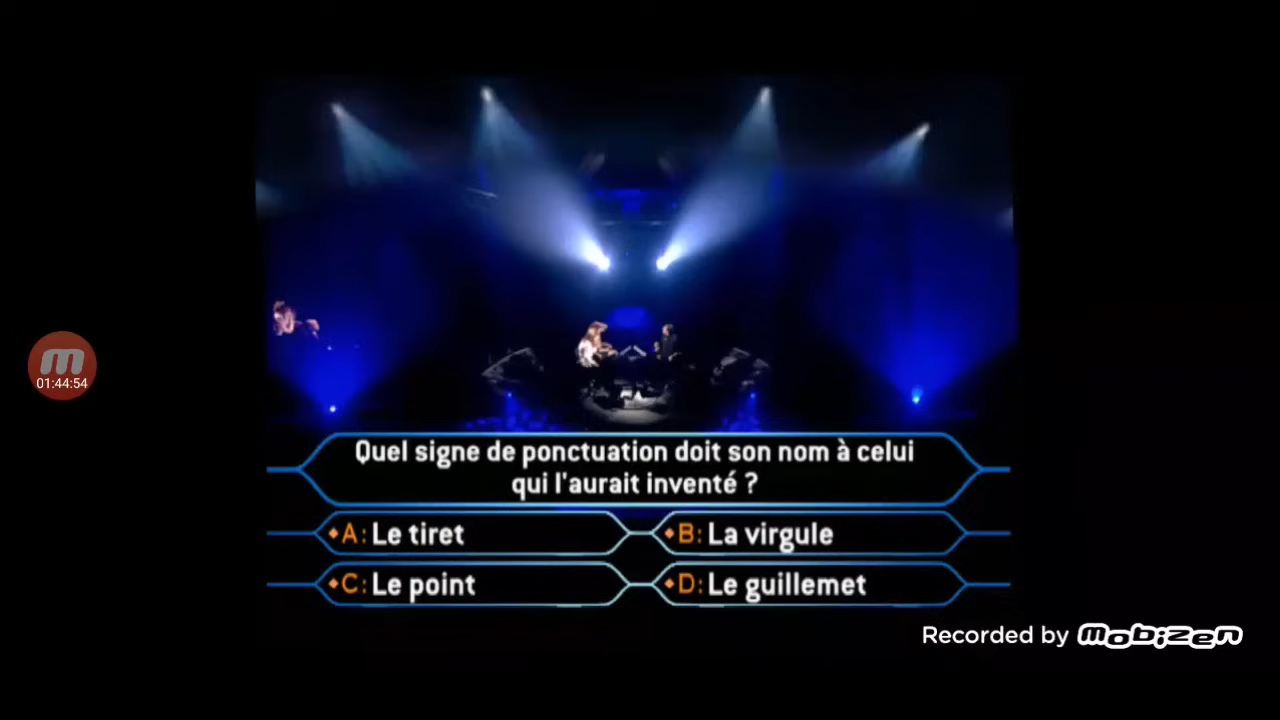 01:44:54
Quel signe de ponctuation doit son nom à celui
qui l'aurait inventé ?
A: Le tiret
B: La virgule
C: Le point
D: Le guillemet
Recorded by mobizen